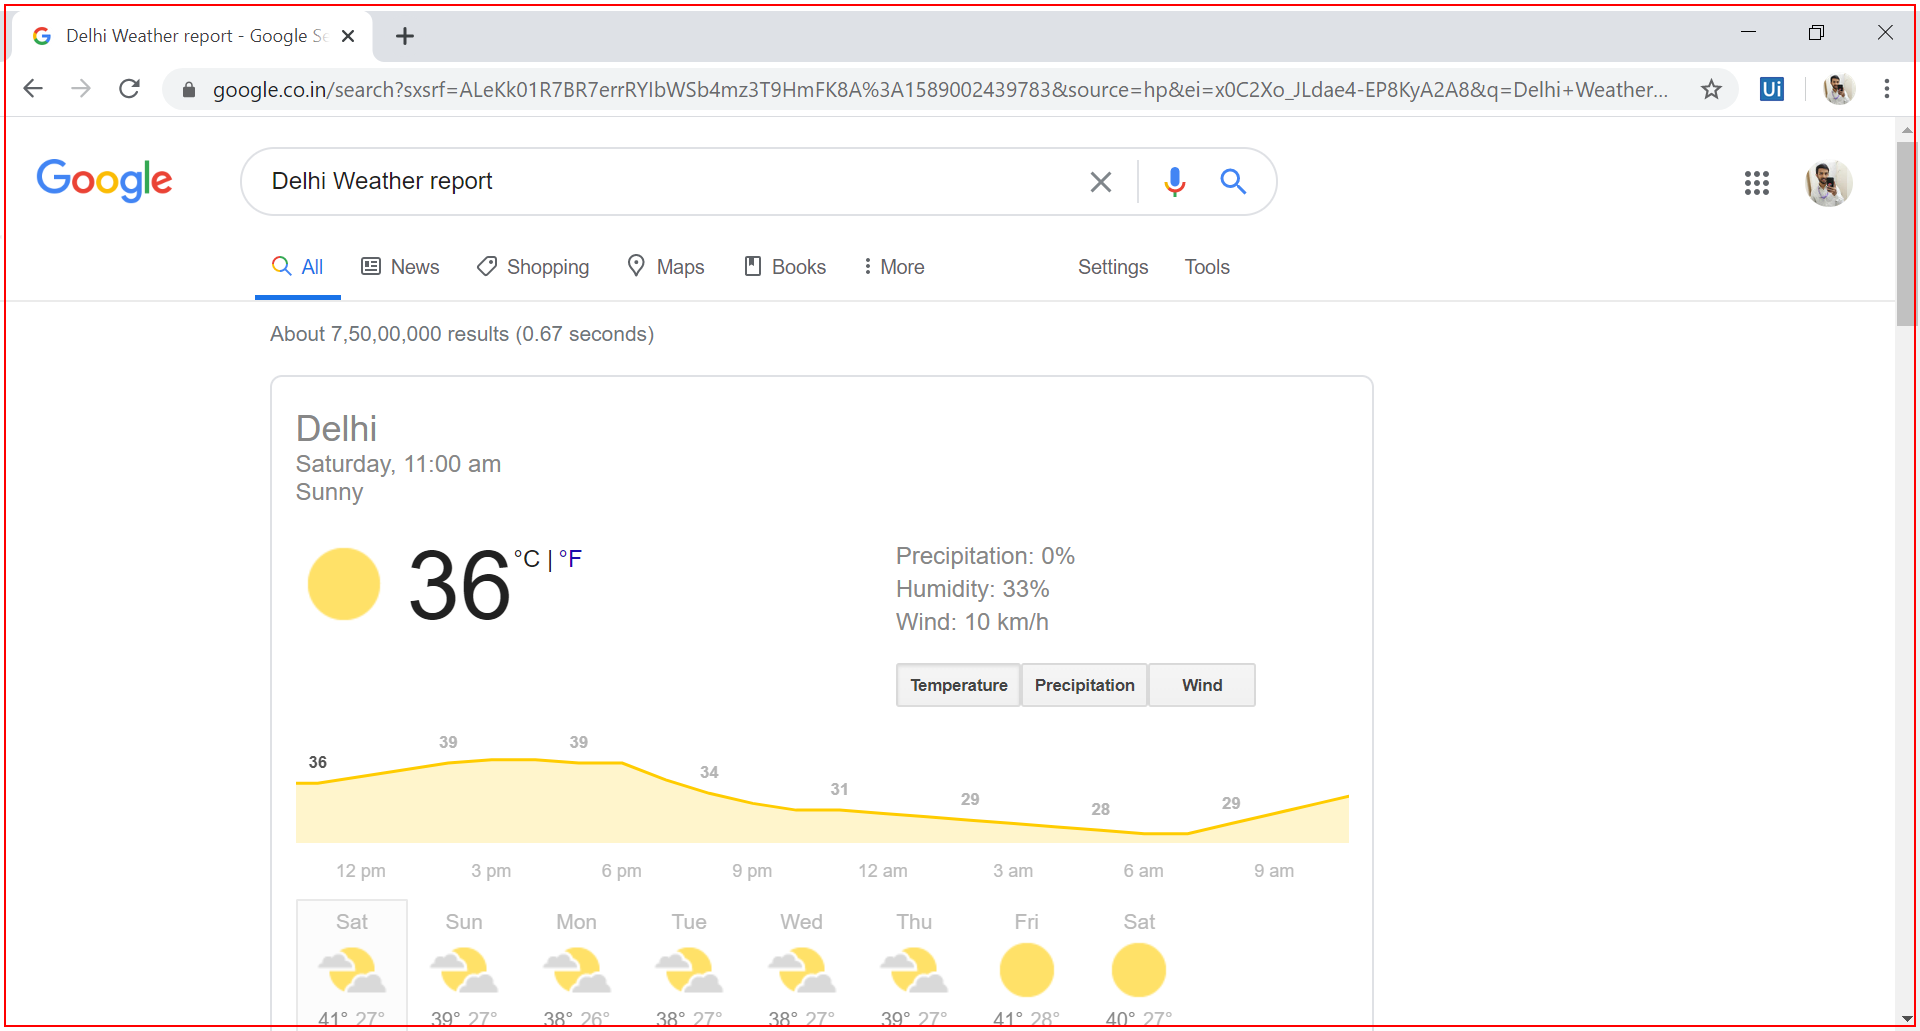 Delhi Weather report - Google Se
google.co.in/search?sxsrf=ALeKk01R7BR7errRYIbWSb4mz3T9HmFK8A%3A1589002439783&source=hp&ei=x0C2Xo_JLdae4-EP8KyA2A8&q=Delhi+Weather...
Ui
Google
Delhi Weather report
All News Shopping Maps Books More Settings Tools
About 7,50,00,000 results (0.67 seconds)
Delhi
Saturday, 11:00 am
Sunny
36 °C | °F
Precipitation: 0%
Humidity: 33%
Wind: 10 km/h
Temperature Precipitation Wind
36 39 39 34 31 29 28 29
12 pm 3 pm 6 pm 9 pm 12 am 3 am 6 am 9 am
Sat Sun Mon Tue Wed Thu Fri Sat
41° 27° 39° 27° 38° 26° 38° 27° 38° 27° 39° 27° 41° 28° 40° 27°